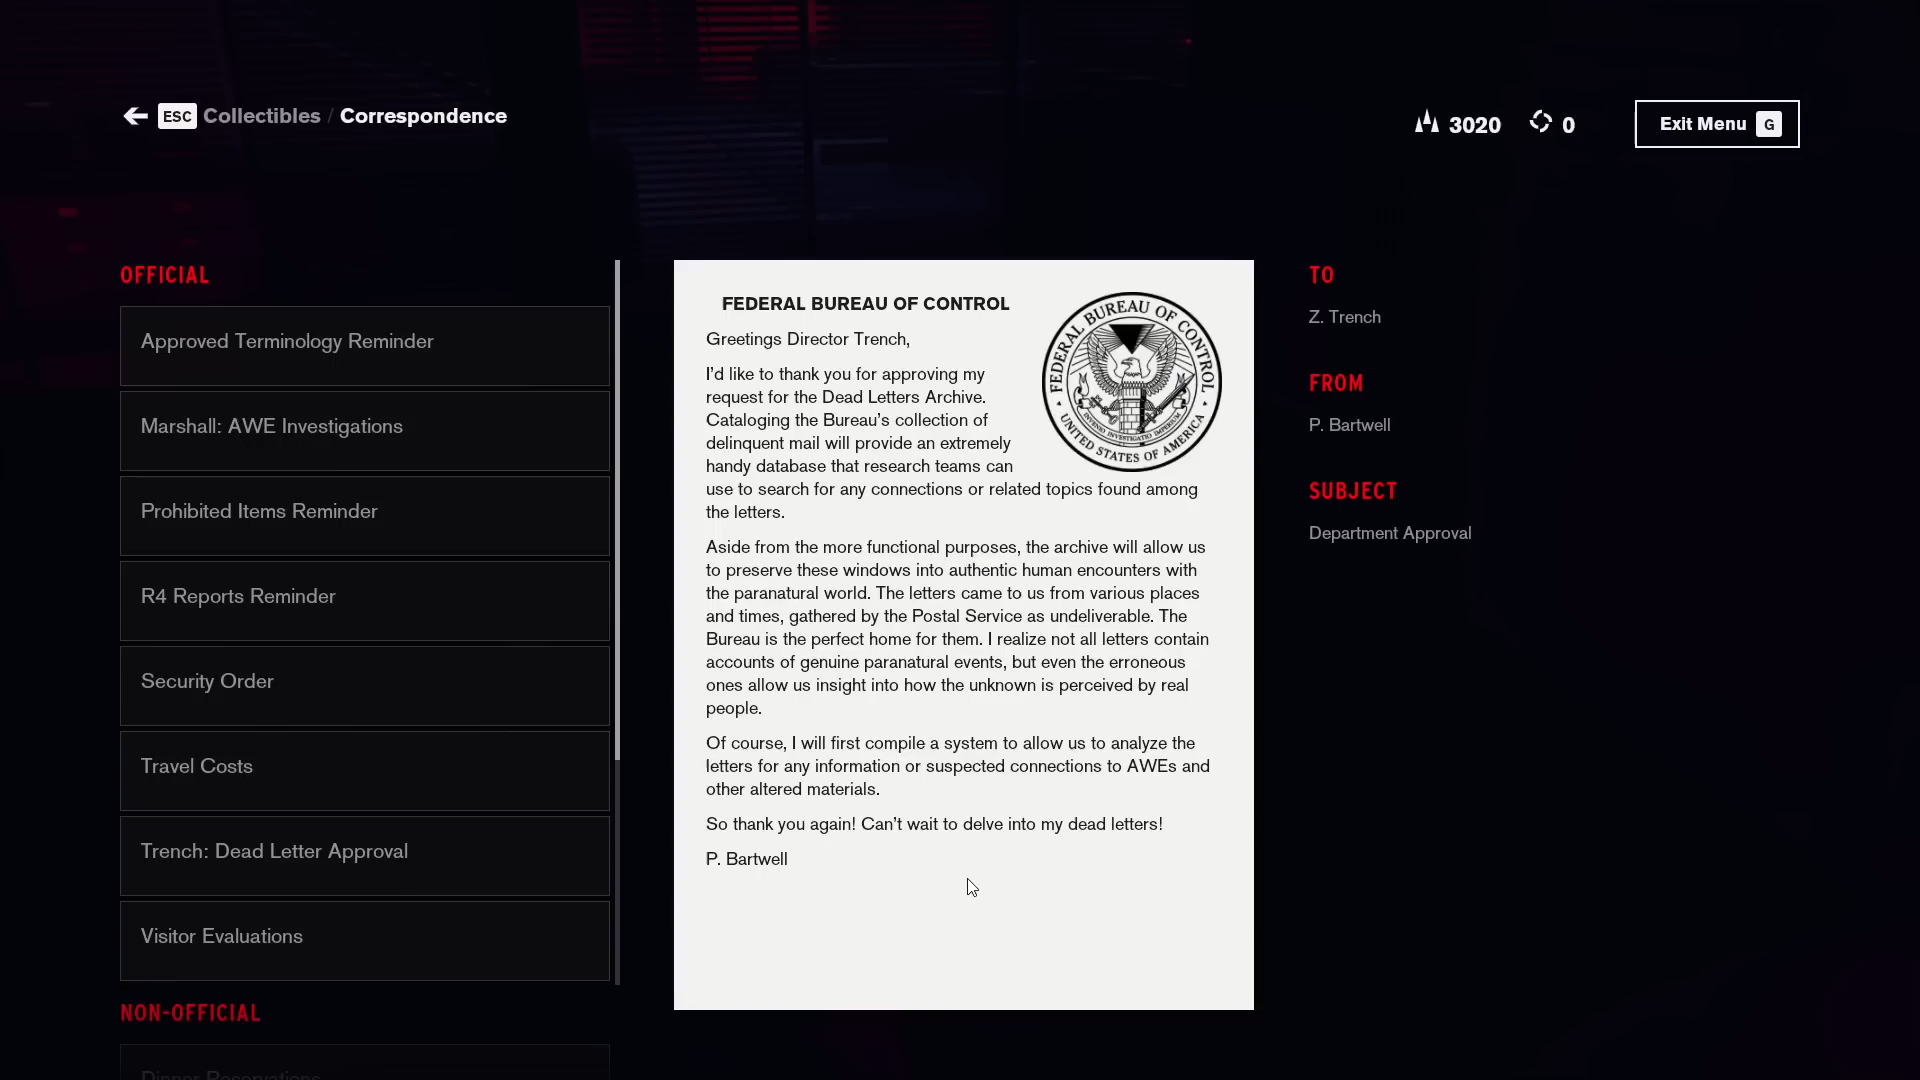 ESC Collectibles / Correspondence
3020 0
Exit Menu G
OFFICIAL
Approved Terminology Reminder
Marshall: AWE Investigations
Prohibited Items Reminder
R4 Reports Reminder
Security Order
Travel Costs
Trench: Dead Letter Approval
Visitor Evaluations
NON-OFFICIAL
Dinner Reservations
FEDERAL BUREAU OF CONTROL
Greetings Director Trench,
I'd like to thank you for approving my
request for the Dead Letters Archive.
Cataloging the Bureau's collection of
delinquent mail will provide an extremely
handy database that research teams can
use to search for any connections or related topics found among
the letters.
Aside from the more functional purposes, the archive will allow us
to preserve these windows into authentic human encounters with
the paranatural world. The letters came to us from various places
and times, gathered by the Postal Service as undeliverable. The
Bureau is the perfect home for them. I realize not all letters contain
accounts of genuine paranatural events, but even the erroneous
ones allow us insight into how the unknown is perceived by real
people.
Of course, I will first compile a system to allow us to analyze the
letters for any information or suspected connections to AWEs and
other altered materials.
So thank you again! Can't wait to delve into my dead letters!
P. Bartwell
FEDERAL BUREAU OF CONTROL
INVENIO INVESTIGATIO IMPERIUM
UNITED STATES OF AMERICA
TO
Z. Trench
FROM
P. Bartwell
SUBJECT
Department Approval